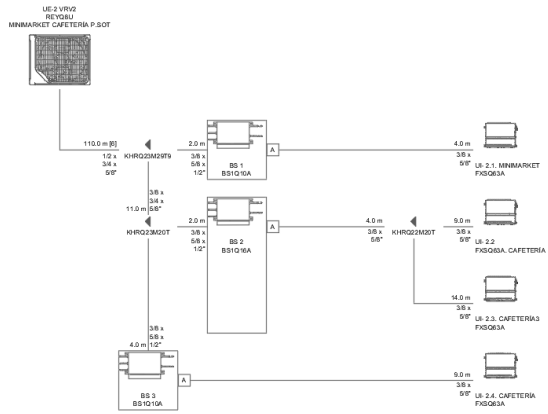 UE-2 VRV2
REYQ8U
MINIMARKET CAFETERÍA P.SOT
110.0 m [6]
1/2 x
3/4 x
5/8"
KHRQ23M29T9
2.0 m
3/8 x
5/8 x
1/2"
BS 1
BS1Q10A
A
4.0 m
3/8 x
5/8"
UI- 2.1. MINIMARKET
FXSQ63A
3/8 x
3/4 x
11.0 m 5/8"
KHRQ23M20T
2.0 m
3/8 x
5/8 x
1/2"
BS 2
BS1Q16A
A
4.0 m
3/8 x
5/8"
KHRQ22M20T
9.0 m
3/8 x
5/8"
UI- 2.2
FXSQ63A. CAFETERÍA
14.0 m
3/8 x
5/8"
UI- 2.3. CAFETERÍA3
FXSQ63A
3/8 x
5/8 x
4.0 m 1/2"
BS 3
BS1Q10A
A
9.0 m
3/8 x
5/8"
UI- 2.4. CAFETERÍA
FXSQ63A